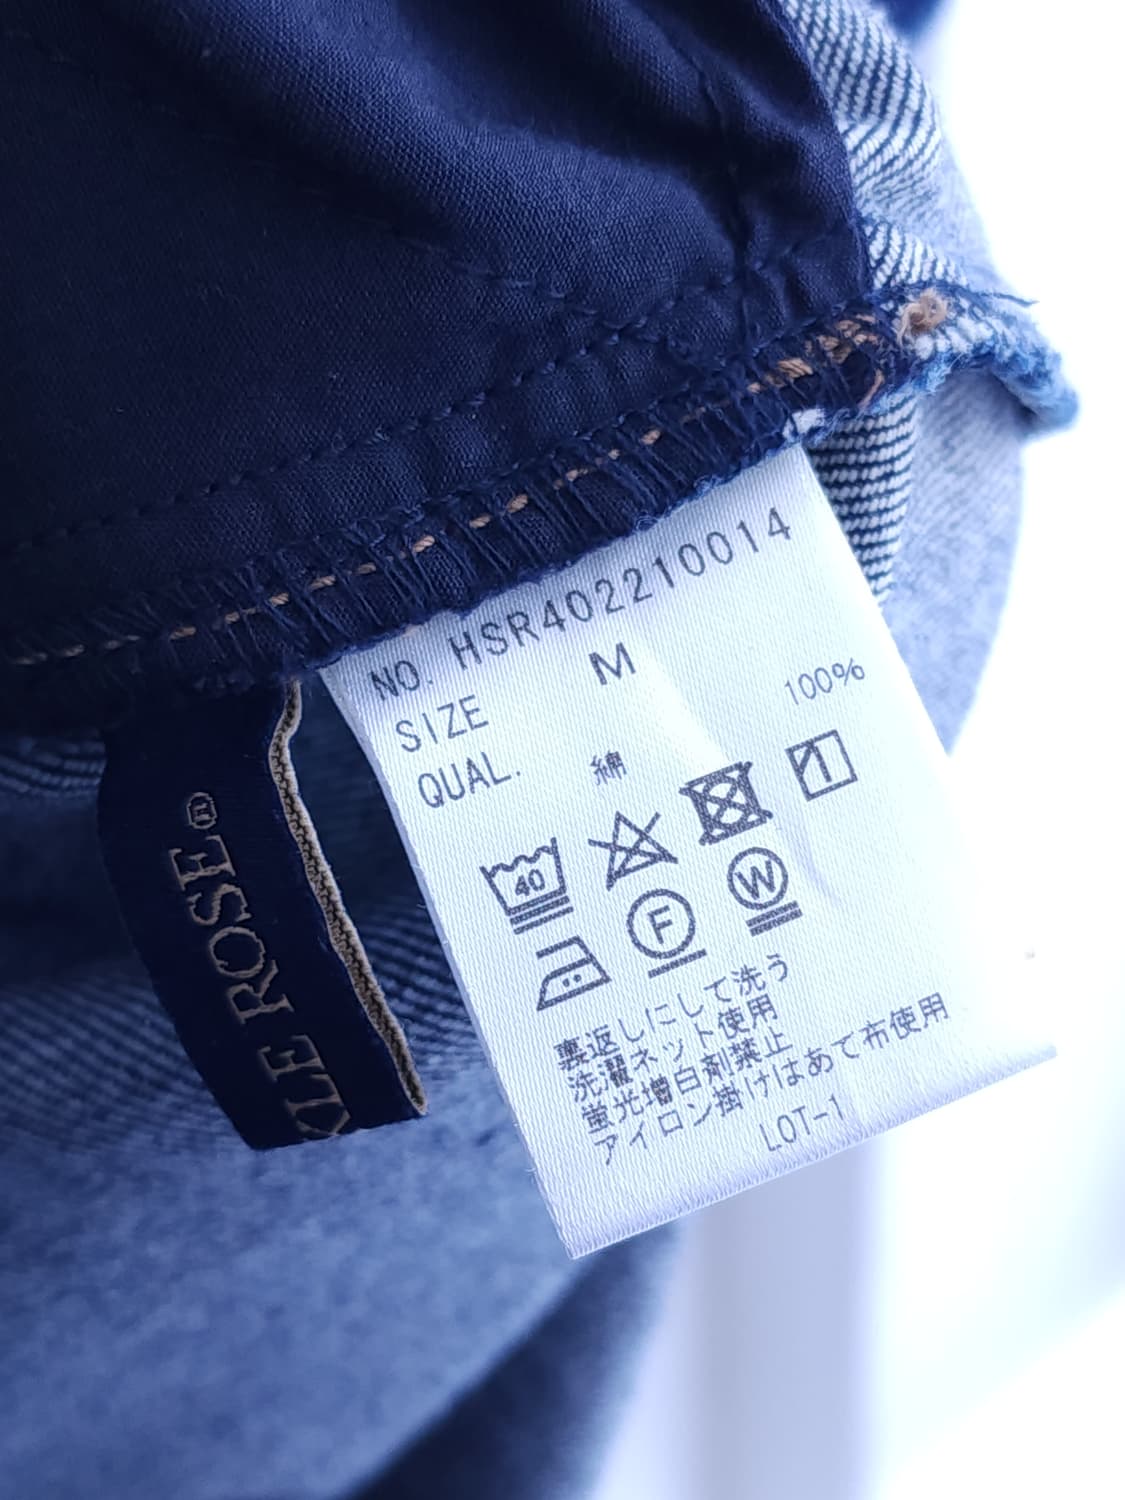 NO. HSR402210014
SIZE M
QUAL. 綿 100%
40
F W
裏返しにして洗う
洗濯ネット使用
蛍光増白剤禁止
アイロン掛けはあて布使用
LOT-1
ROSE®